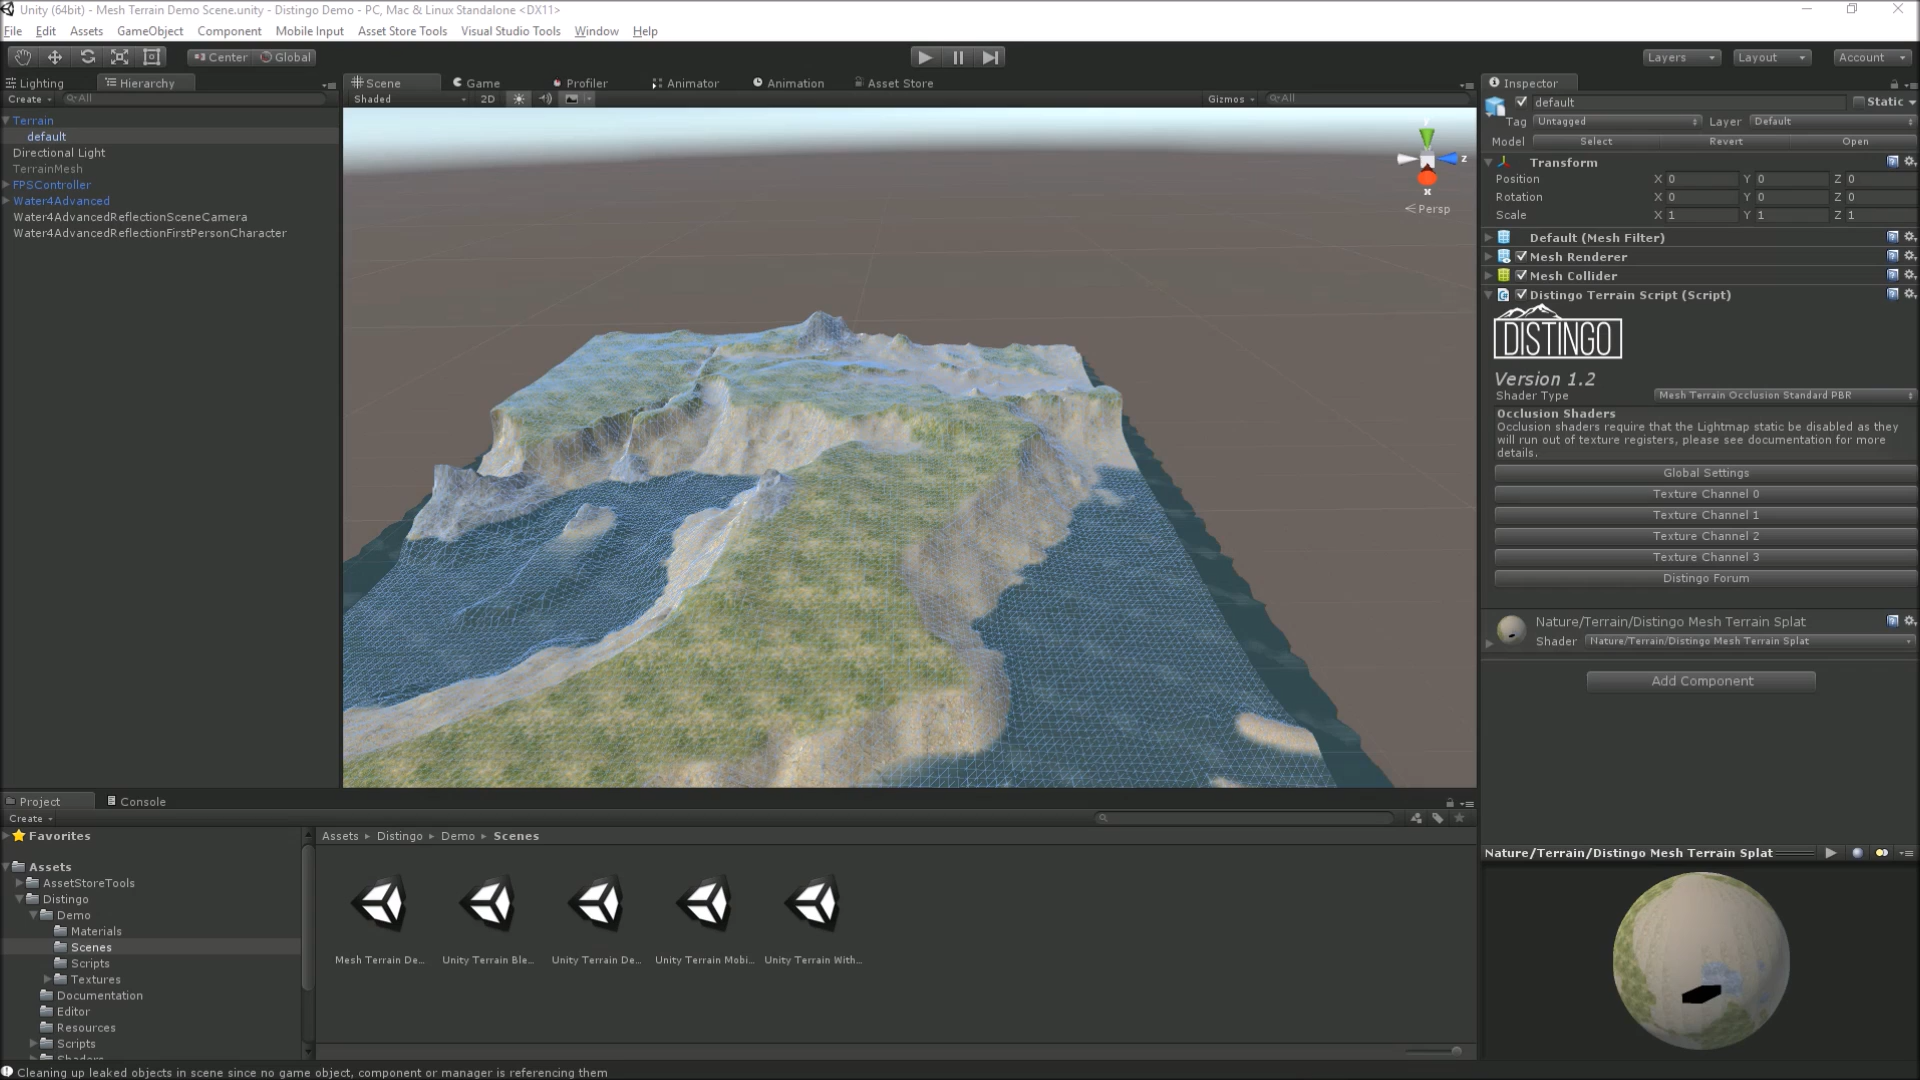 Unity (64bit) - Mesh Terrain Demo Scene.unity - Distingo Demo - PC, Mac & Linux Standalone <DX11>
File Edit Assets GameObject Component Mobile Input Asset Store Tools Visual Studio Tools Window Help
Center Global Layers Layout Account
Lighting Hierarchy
Create All
Terrain
default
Directional Light
TerrainMesh
FPSController
Water4Advanced
Water4AdvancedReflectionSceneCamera
Water4AdvancedReflectionFirstPersonCharacter
Scene Game Profiler Animator Animation Asset Store
Shaded 2D Gizmos All
z
x
Persp
Inspector
default Static
Tag Untagged Layer Default
Model Select Revert Open
Transform
Position X 0 Y 0 Z 0
Rotation X 0 Y 0 Z 0
Scale X 1 Y 1 Z 1
Default (Mesh Filter)
Mesh Renderer
Mesh Collider
Distingo Terrain Script (Script)
DISTINGO
Version 1.2
Shader Type Mesh Terrain Occlusion Standard PBR
Occlusion Shaders
Occlusion shaders require that the Lightmap static be disabled as they
will run out of texture registers, please see documentation for more
details.
Global Settings
Texture Channel 0
Texture Channel 1
Texture Channel 2
Texture Channel 3
Distingo Forum
Nature/Terrain/Distingo Mesh Terrain Splat
Shader Nature/Terrain/Distingo Mesh Terrain Splat
Add Component
Nature/Terrain/Distingo Mesh Terrain Splat
Project Console
Create
Favorites
Assets
AssetStoreTools
Distingo
Demo
Materials
Scenes
Scripts
Textures
Documentation
Editor
Resources
Scripts
Shaders
Assets Distingo Demo Scenes
Mesh Terrain De... Unity Terrain Ble... Unity Terrain De... Unity Terrain Mobi... Unity Terrain With...
Cleaning up leaked objects in scene since no game object, component or manager is referencing them